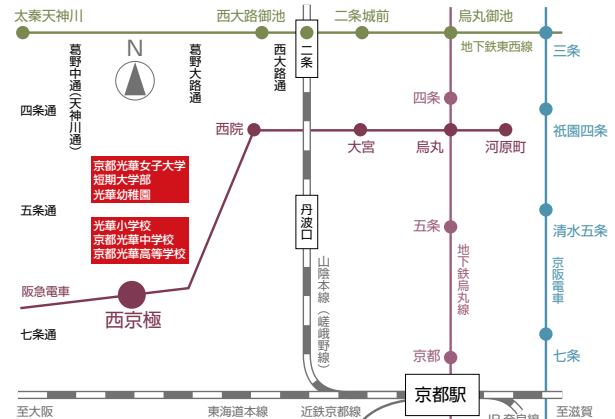 太秦天神川
西大路御池
二条城前
烏丸御池
地下鉄東西線
三条
葛野中通(天神川通)
N
葛野大路通
西大路通
二条
四条通
四条
祇園四条
西院
大宮
烏丸
河原町
京都光華女子大学
短期大学部
光華幼稚園
五条通
丹波口
五条
清水五条
光華小学校
京都光華中学校
京都光華高等学校
山陰本線(嵯峨野線)
地下鉄烏丸線
京阪電車
阪急電車
西京極
七条通
京都
七条
京都駅
至大阪
東海道本線
近鉄京都線
JR奈良線
至滋賀